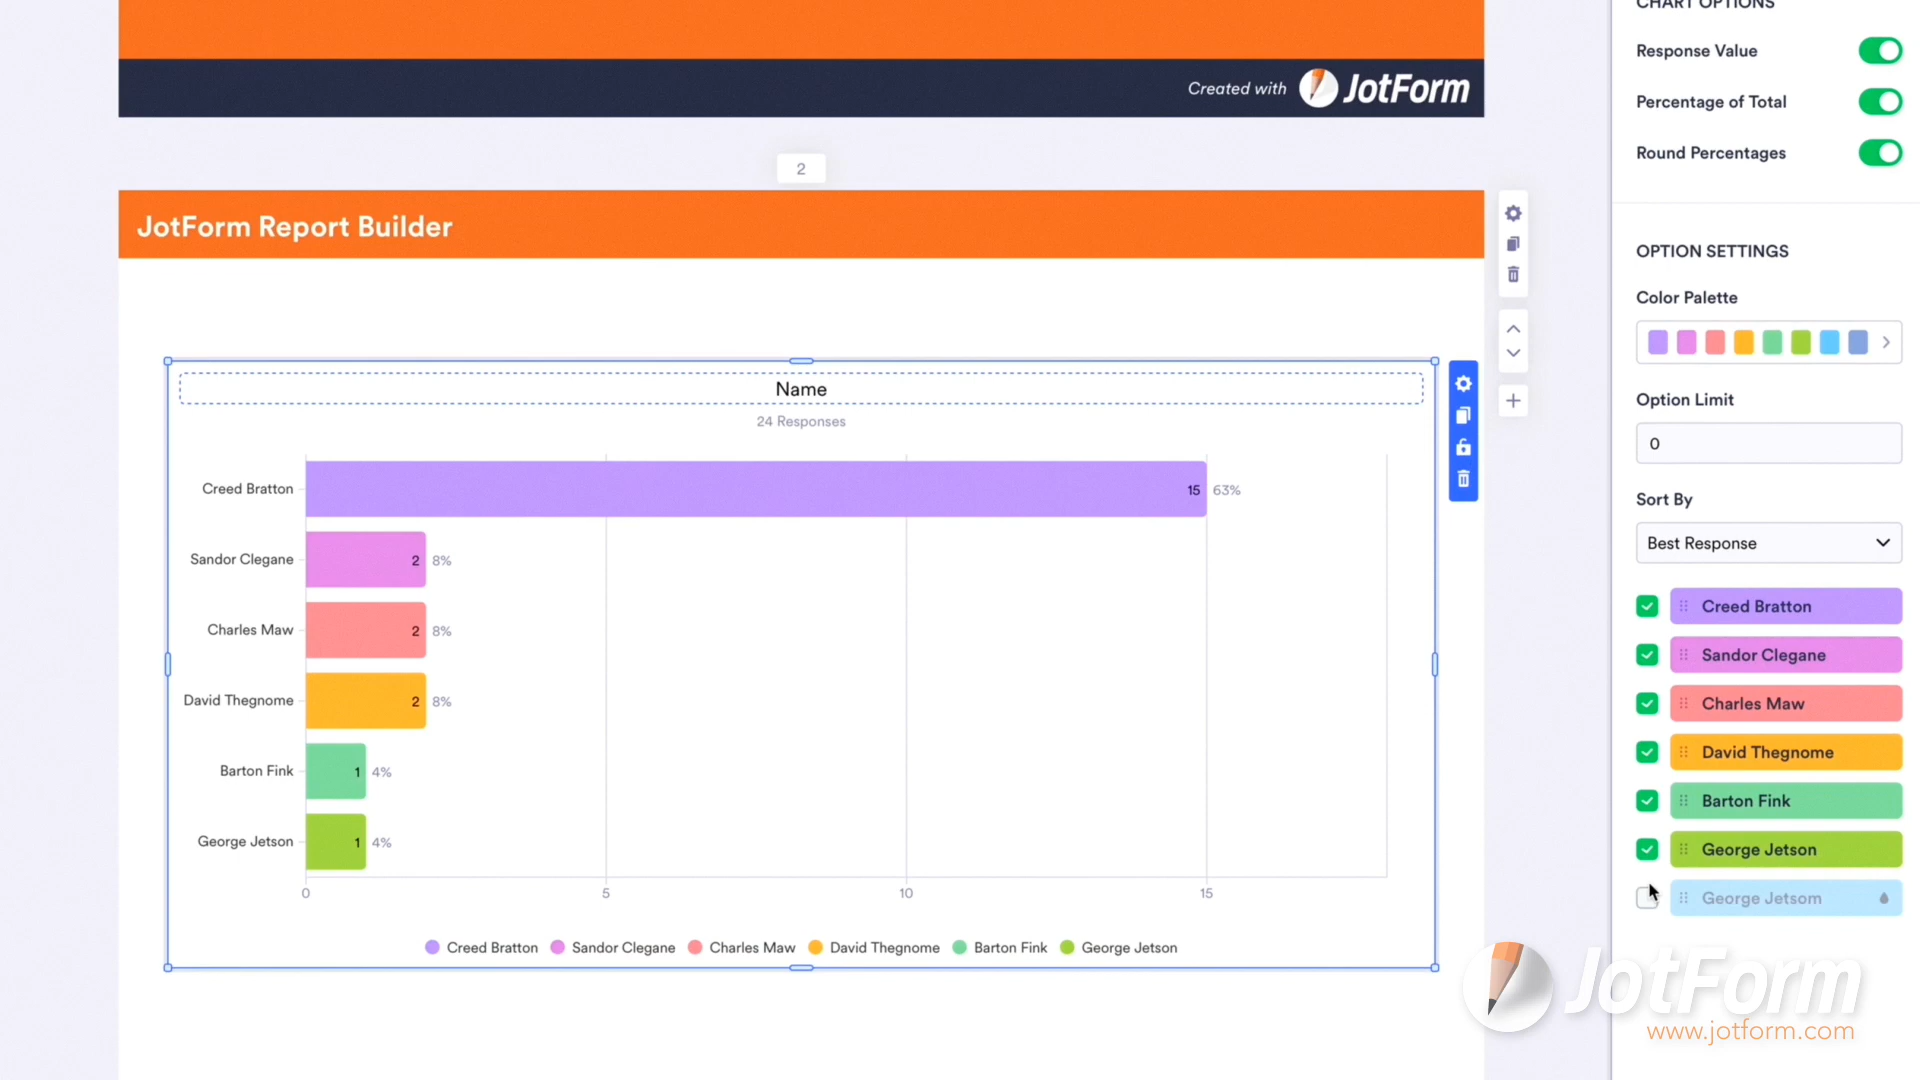 CHART OPTIONS
Response Value
Percentage of Total
Round Percentages
Created with JotForm
2
JotForm Report Builder
OPTION SETTINGS
Color Palette
Option Limit
0
Sort By
Best Response
Creed Bratton
Sandor Clegane
Charles Maw
David Thegnome
Barton Fink
George Jetson
George Jetsom
Name
24 Responses
Creed Bratton 15 63%
Sandor Clegane 2 8%
Charles Maw 2 8%
David Thegnome 2 8%
Barton Fink 1 4%
George Jetson 1 4%
0 5 10 15
Creed Bratton Sandor Clegane Charles Maw David Thegnome Barton Fink George Jetson
JotForm
www.jotform.com